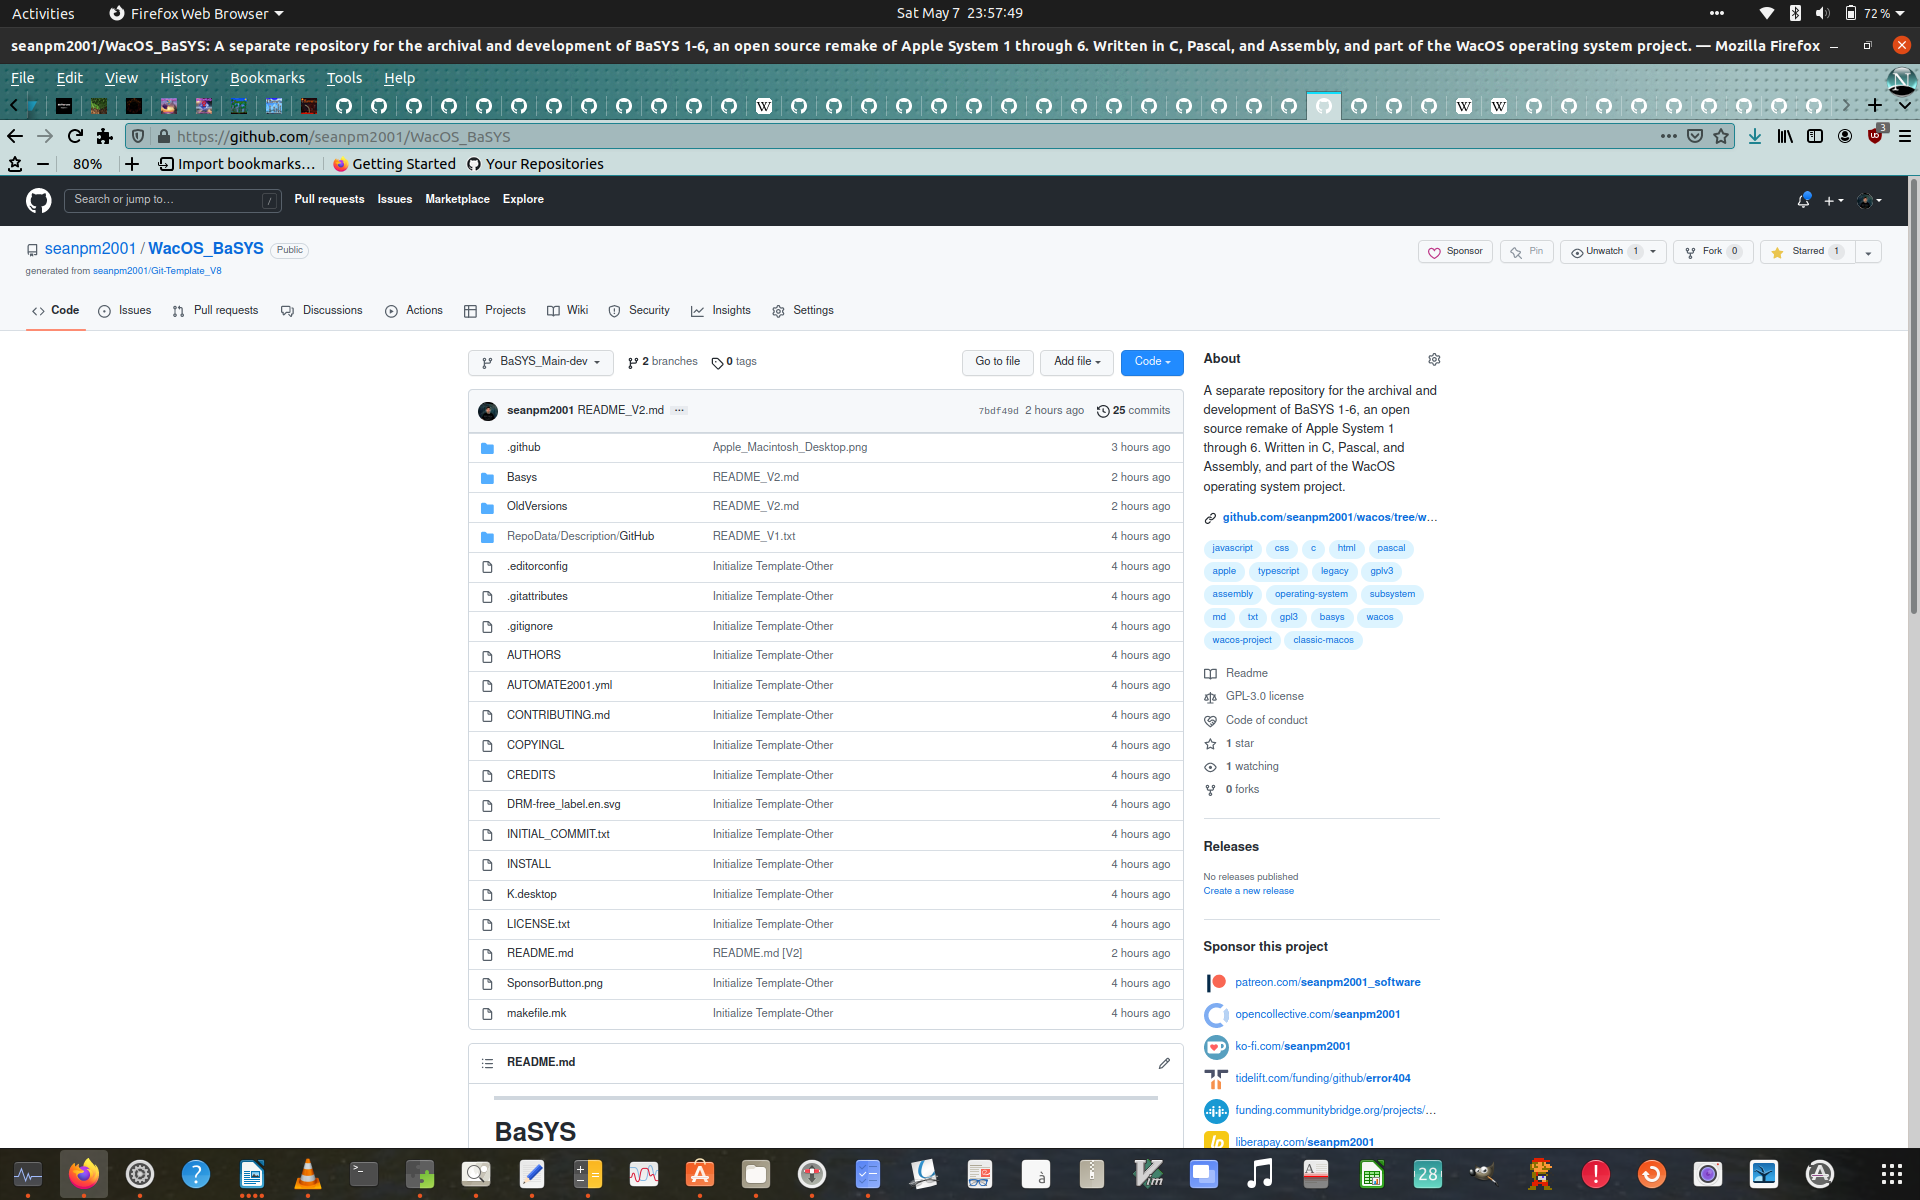 Activities
Firefox Web Browser
Sat May 7 23:57:49
72 %
seanpm2001/WacOS_BaSYS: A separate repository for the archival and development of BaSYS 1-6, an open source remake of Apple System 1 through 6. Written in C, Pascal, and Assembly, and part of the WacOS operating system project. — Mozilla Firefox
File Edit View History Bookmarks Tools Help
https://github.com/seanpm2001/WacOS_BaSYS
3
80%
Import bookmarks…
Getting Started
Your Repositories
Search or jump to…
/
Pull requests Issues Marketplace Explore
seanpm2001 / WacOS_BaSYS
Public
generated from seanpm2001/Git-Template_V8
Sponsor
Pin
Unwatch 1
Fork 0
Starred 1
Code
Issues
Pull requests
Discussions
Actions
Projects
Wiki
Security
Insights
Settings
BaSYS_Main-dev
2 branches
0 tags
Go to file
Add file
Code
seanpm2001 README_V2.md ...
7bdf49d 2 hours ago
25 commits
.github Apple_Macintosh_Desktop.png 3 hours ago
Basys README_V2.md 2 hours ago
OldVersions README_V2.md 2 hours ago
RepoData/Description/GitHub README_V1.txt 4 hours ago
.editorconfig Initialize Template-Other 4 hours ago
.gitattributes Initialize Template-Other 4 hours ago
.gitignore Initialize Template-Other 4 hours ago
AUTHORS Initialize Template-Other 4 hours ago
AUTOMATE2001.yml Initialize Template-Other 4 hours ago
CONTRIBUTING.md Initialize Template-Other 4 hours ago
COPYINGL Initialize Template-Other 4 hours ago
CREDITS Initialize Template-Other 4 hours ago
DRM-free_label.en.svg Initialize Template-Other 4 hours ago
INITIAL_COMMIT.txt Initialize Template-Other 4 hours ago
INSTALL Initialize Template-Other 4 hours ago
K.desktop Initialize Template-Other 4 hours ago
LICENSE.txt Initialize Template-Other 4 hours ago
README.md README.md [V2] 2 hours ago
SponsorButton.png Initialize Template-Other 4 hours ago
makefile.mk Initialize Template-Other 4 hours ago
README.md
BaSYS
About
A separate repository for the archival and
development of BaSYS 1-6, an open
source remake of Apple System 1
through 6. Written in C, Pascal, and
Assembly, and part of the WacOS
operating system project.
github.com/seanpm2001/wacos/tree/w…
javascript css c html pascal
apple typescript legacy gplv3
assembly operating-system subsystem
md txt gpl3 basys wacos
wacos-project classic-macos
Readme
GPL-3.0 license
Code of conduct
1 star
1 watching
0 forks
Releases
No releases published
Create a new release
Sponsor this project
patreon.com/seanpm2001_software
opencollective.com/seanpm2001
ko-fi.com/seanpm2001
tidelift.com/funding/github/error404
funding.communitybridge.org/projects/…
liberapay.com/seanpm2001
28